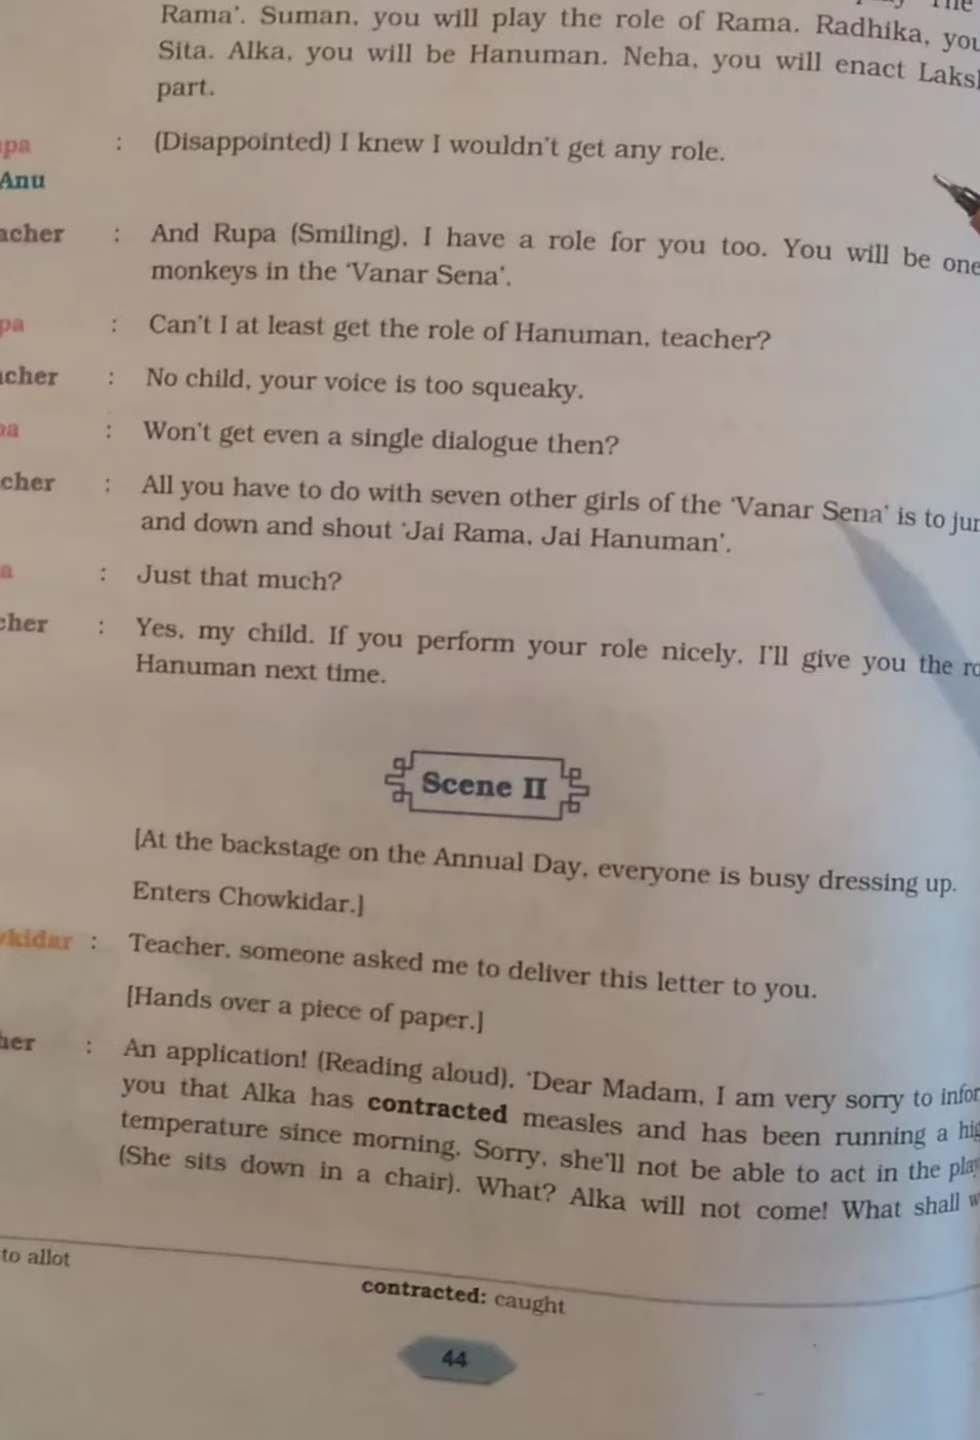 The
Rama'. Suman, you will play the role of Rama. Radhika, you
Sita. Alka, you will be Hanuman. Neha, you will enact Laks
part.
pa : (Disappointed) I knew I wouldn't get any role.
Anu
acher : And Rupa (Smiling), I have a role for you too. You will be one
monkeys in the 'Vanar Sena'.
pa : Can't I at least get the role of Hanuman, teacher?
acher : No child, your voice is too squeaky.
pa : Won't get even a single dialogue then?
cher : All you have to do with seven other girls of the 'Vanar Sena' is to ju
and down and shout 'Jai Rama, Jai Hanuman'.
a : Just that much?
cher : Yes, my child. If you perform your role nicely, I'll give you the ro
Hanuman next time.
Scene II
[At the backstage on the Annual Day, everyone is busy dressing up.
Enters Chowkidar.]
kidar : Teacher, someone asked me to deliver this letter to you.
[Hands over a piece of paper.]
her : An application! (Reading aloud), 'Dear Madam, I am very sorry to infor
you that Alka has contracted measles and has been running a hig
temperature since morning. Sorry, she'll not be able to act in the play
(She sits down in a chair). What? Alka will not come! What shall w
to allot
contracted: caught
44